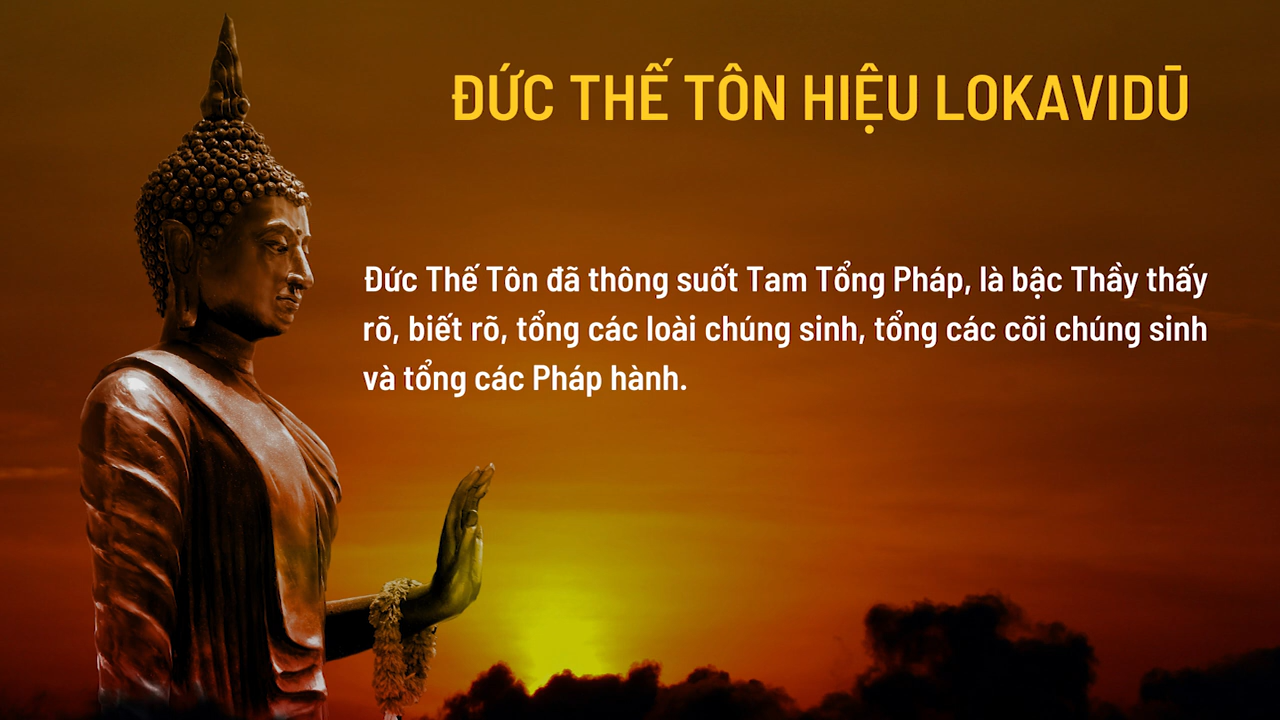 ĐỨC THẾ TÔN HIỆU LOKAVIDŪ
Đức Thế Tôn đã thông suốt Tam Tổng Pháp, là bậc Thầy thấy
rõ, biết rõ, tổng các loài chúng sinh, tổng các cõi chúng sinh
và tổng các Pháp hành.